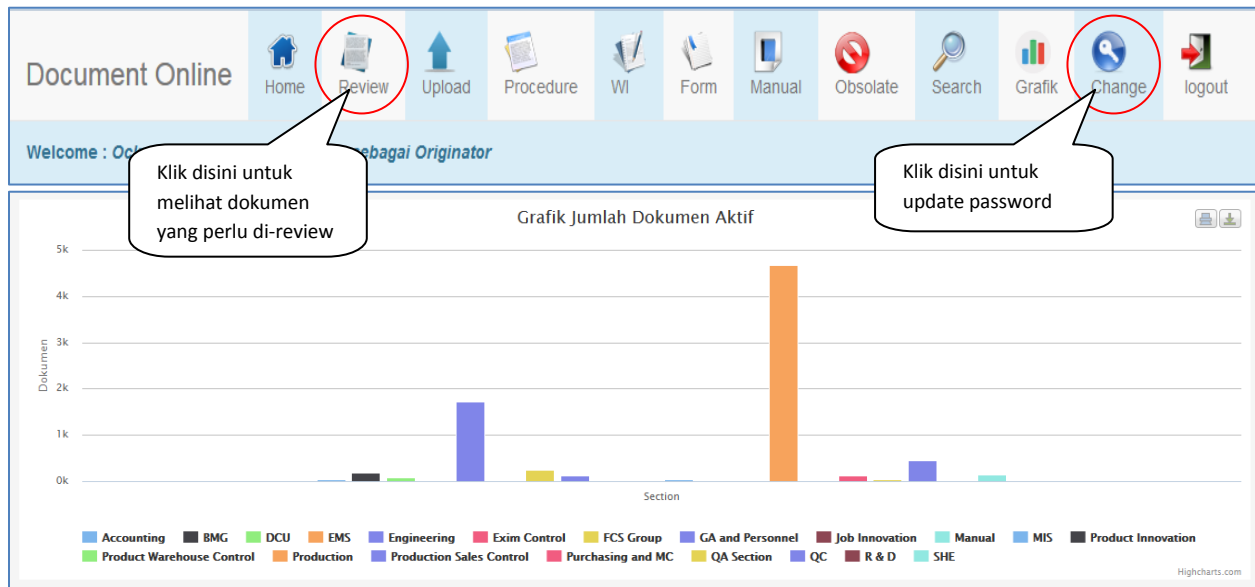 Document Online
Home
Review
Upload
Procedure
WI
Form
Manual
Obsolate
Search
Grafik
Change
logout
Welcome : sebagai Originator
Klik disini untuk
melihat dokumen
yang perlu di-review
Klik disini untuk
update password
Grafik Jumlah Dokumen Aktif
5k
4k
3k
2k
1k
0k
Dokumen
Section
Accounting BMG DCU EMS Engineering Exim Control FCS Group GA and Personnel Job Innovation Manual MIS Product Innovation
Product Warehouse Control Production Production Sales Control Purchasing and MC QA Section QC R & D SHE
Highcharts.com